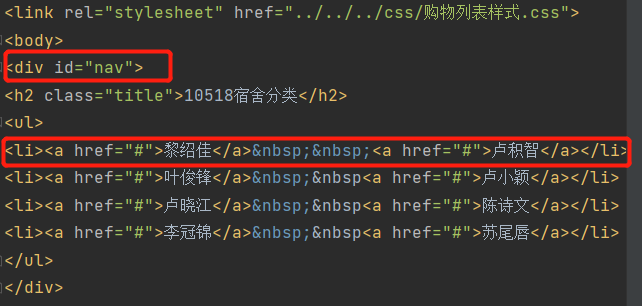 <link rel="stylesheet" href="../../../css/购物列表样式.css">
<body>
<div id="nav">
<h2 class="title">10518宿舍分类</h2>
<ul>
<li><a href="#">黎绍佳</a>&nbsp;&nbsp;<a href="#">卢积智</a></li>
<li><a href="#">叶俊锋</a>&nbsp;&nbsp<a href="#">卢小颖</a></li>
<li><a href="#">卢晓江</a>&nbsp;&nbsp<a href="#">陈诗文</a></li>
<li><a href="#">李冠锦</a>&nbsp;&nbsp<a href="#">苏尾唇</a></li>
</ul>
</div>